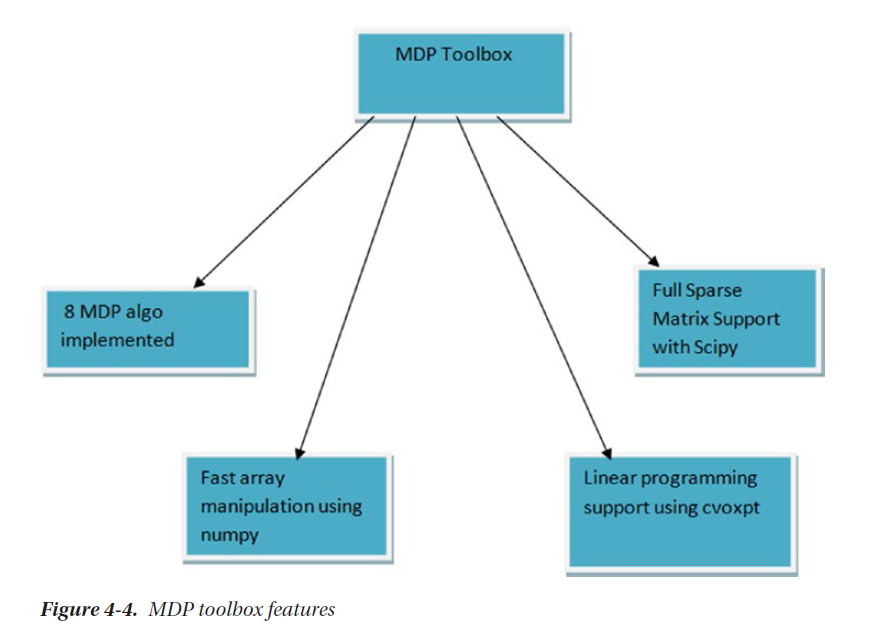 MDP Toolbox
8 MDP algo
implemented
Full Sparse
Matrix Support
with Scipy
Fast array
manipulation using
numpy
Linear programming
support using cvoxpt
Figure 4-4. MDP toolbox features